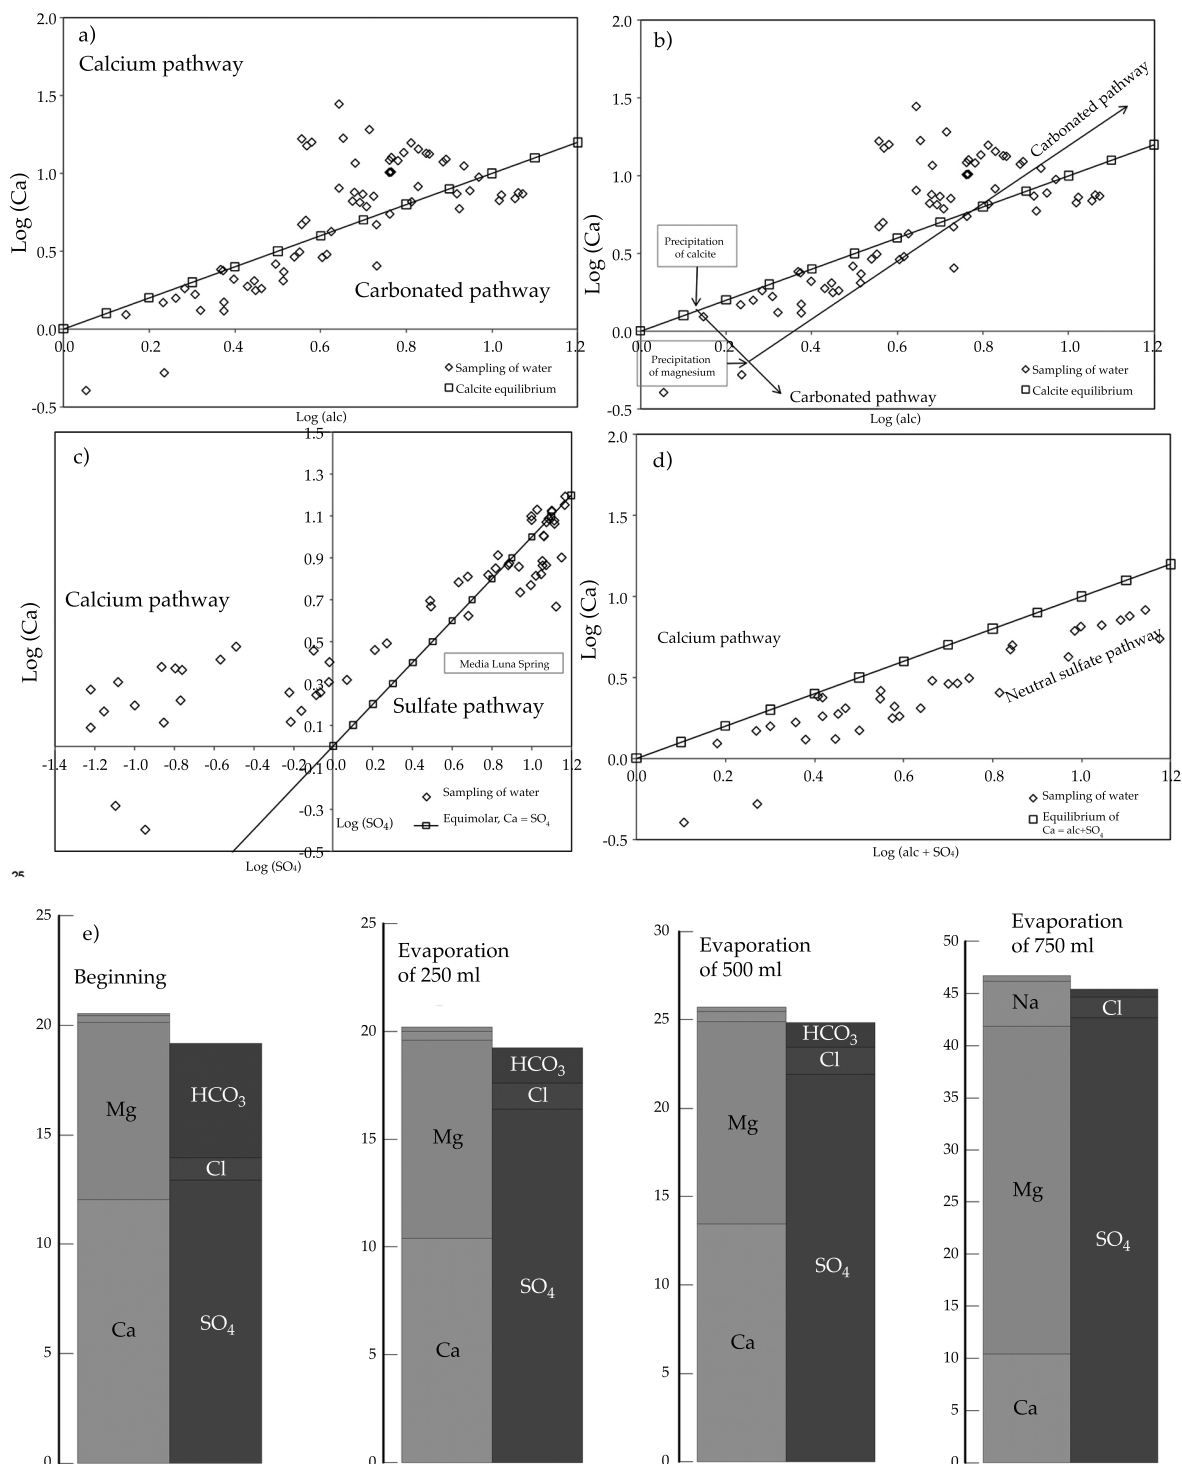 a)
Calcium pathway
2.0
1.5
1.0
0.5
0.0
-0.5
Log (Ca)
Carbonated pathway
0.0 0.2 0.4 0.6 0.8 1.0 1.2
Sampling of water
Calcite equilibrium
Log (alc)
b)
2.0
1.5
1.0
0.5
0.0
-0.5
Log (Ca)
Carbonated pathway
Precipitation
of calcite
0.0 0.2 0.4 0.6 0.8 1.0 1.2
Precipitation
of magnesium
Carbonated pathway
Sampling of water
Calcite equilibrium
Log (alc)
c)
1.5
1.3
1.1
0.9
0.7
0.5
0.1
-0.1
-0.3
-0.5
Log (Ca)
Calcium pathway
Media Luna Spring
Sulfate pathway
-1.4 -1.2 -1.0 -0.8 -0.6 -0.4 -0.2 0.0 0.2 0.4 0.6 0.8 1.0 1.2
Sampling of water
Log (SO₄)
Equimolar, Ca = SO₄
Log (SO₄)
d)
2.0
1.5
1.0
0.5
0.0
-0.5
Log (Ca)
Calcium pathway
Neutral sulfate pathway
0.0 0.2 0.4 0.6 0.8 1.0 1.2
Sampling of water
Equilibrium of
Ca = alc+SO₄
Log (alc + SO₄)
25
e)
Beginning
25
20
15
10
5
0
Mg
Ca
HCO₃
Cl
SO₄
Evaporation
of 250 ml
25
20
15
10
5
0
Mg
Ca
HCO₃
Cl
SO₄
Evaporation
of 500 ml
30
25
20
15
10
5
0
Mg
Ca
HCO₃
Cl
SO₄
Evaporation
of 750 ml
50
45
40
35
30
25
20
15
10
5
0
Na
Mg
Ca
Cl
SO₄